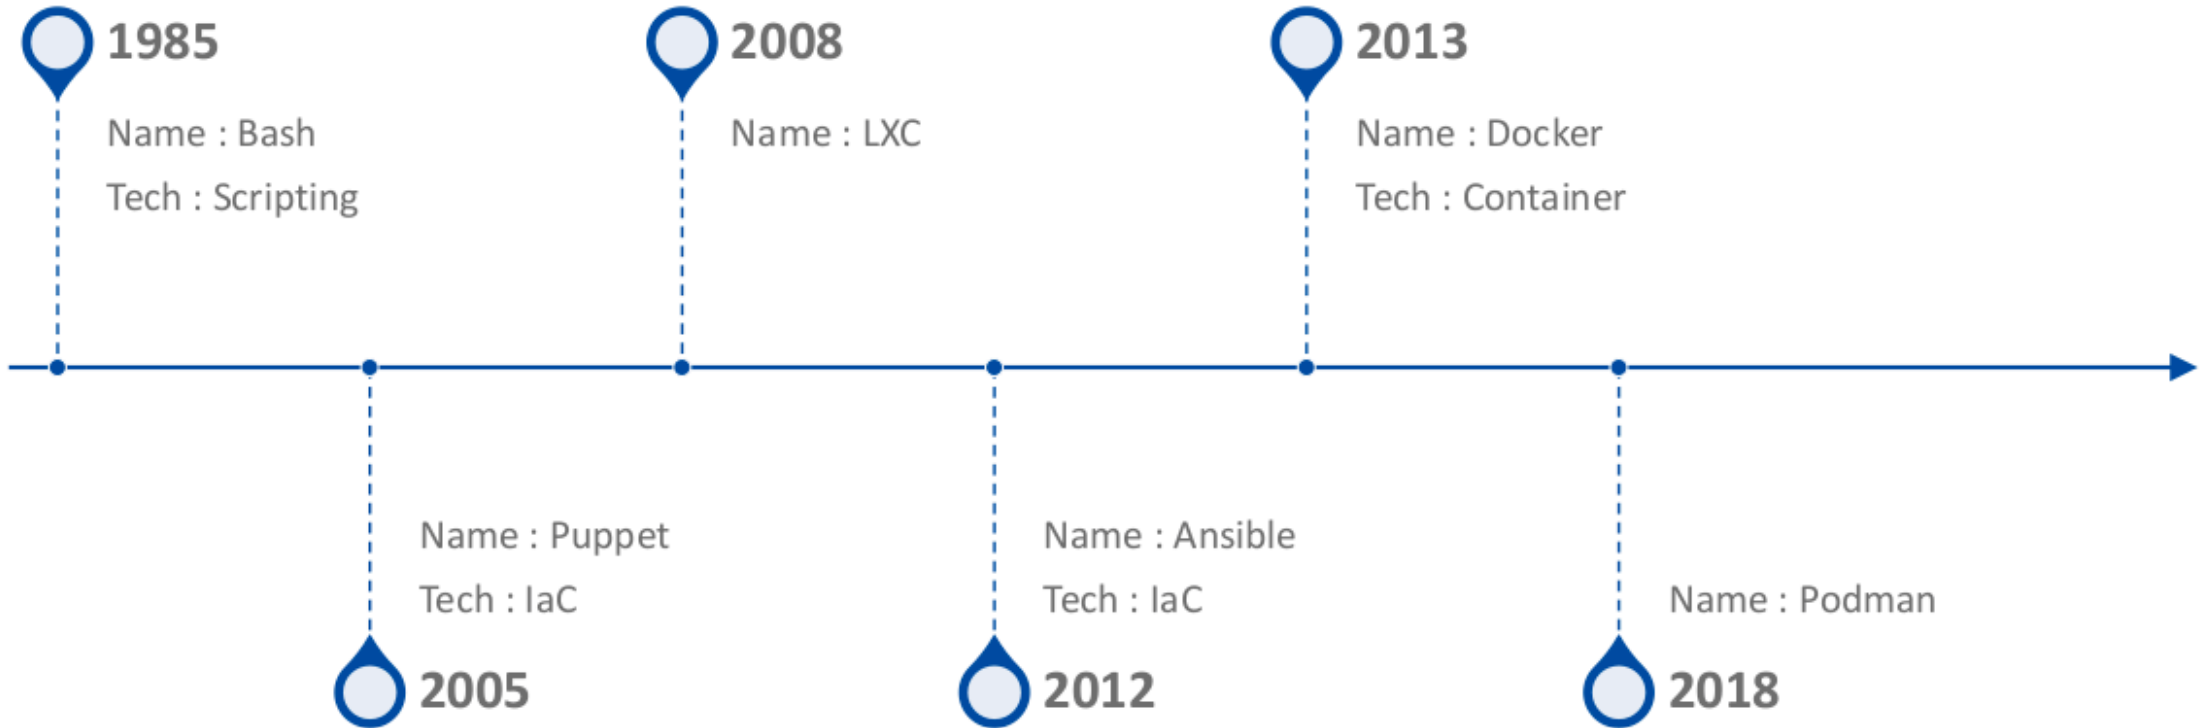 1985
Name : Bash
Tech : Scripting
2008
Name : LXC
2013
Name : Docker
Tech : Container
Name : Puppet
Tech : IaC
2005
Name : Ansible
Tech : IaC
2012
Name : Podman
2018